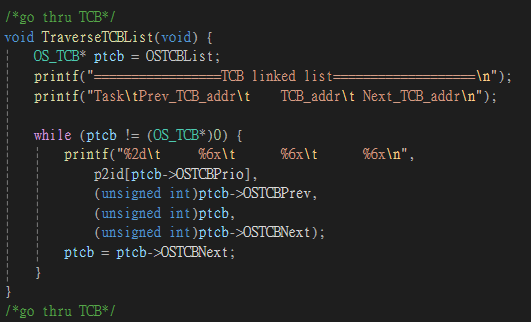 /*go thru TCB*/
void TraverseTCBList(void) {
    OS_TCB* ptcb = OSTCBList;
    printf("=================TCB linked list===================\n");
    printf("Task\tPrev_TCB_addr\t    TCB_addr\t Next_TCB_addr\n");

    while (ptcb != (OS_TCB*)0) {
        printf("%2d\t     %6x\t      %6x\t      %6x\n",
            p2id[ptcb->OSTCBPrio],
            (unsigned int)ptcb->OSTCBPrev,
            (unsigned int)ptcb,
            (unsigned int)ptcb->OSTCBNext);
        ptcb = ptcb->OSTCBNext;
    }
}
/*go thru TCB*/